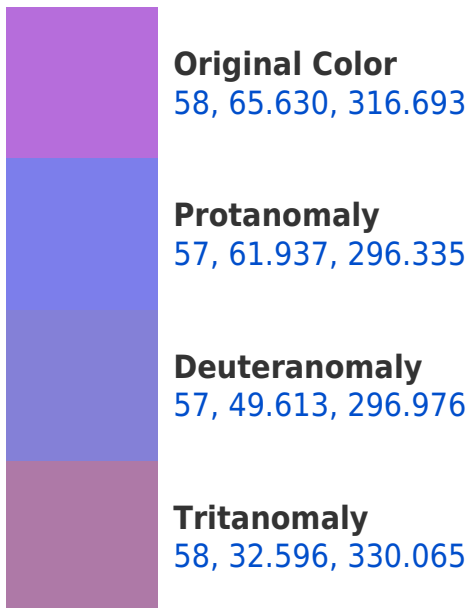 Original Color
58, 65.630, 316.693
Protanomaly
57, 61.937, 296.335
Deuteranomaly
57, 49.613, 296.976
Tritanomaly
58, 32.596, 330.065